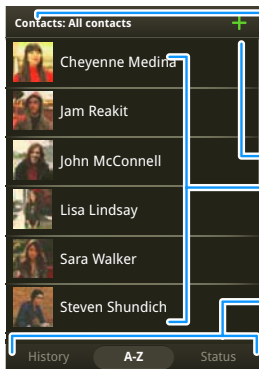 Contacts: All contacts +
Cheyenne Medina
Jam Reakit
John McConnell
Lisa Lindsay
Sara Walker
Steven Shundich
History A-Z Status